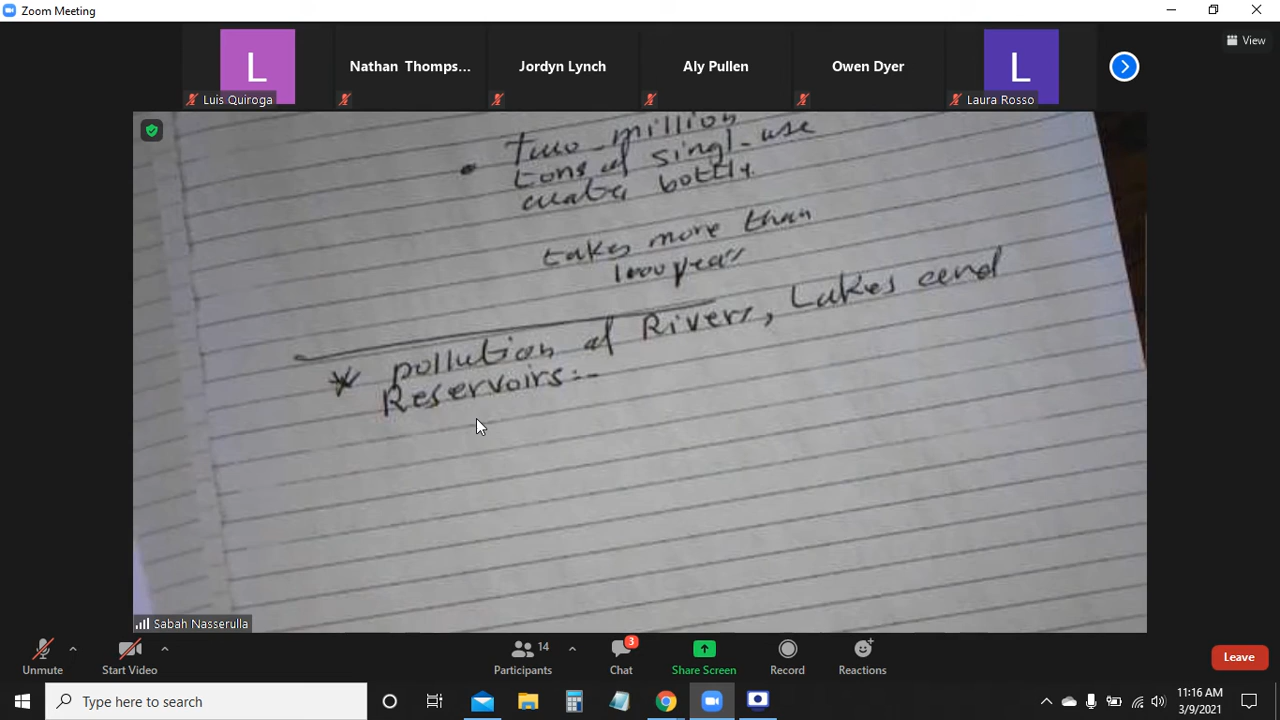 Zoom Meeting
View
L
Nathan Thomps...
Jordyn Lynch
Aly Pullen
Owen Dyer
L
Luis Quiroga
Laura Rosso
two million
• tons of singl-use
water bottle.
takes more than
1000 years
* pollution of Rivers, Lakes and
Reservoirs:-
Sabah Nasserulla
Unmute
Start Video
14
Participants
3
Chat
Share Screen
Record
Reactions
Leave
Type here to search
11:16 AM
3/9/2021